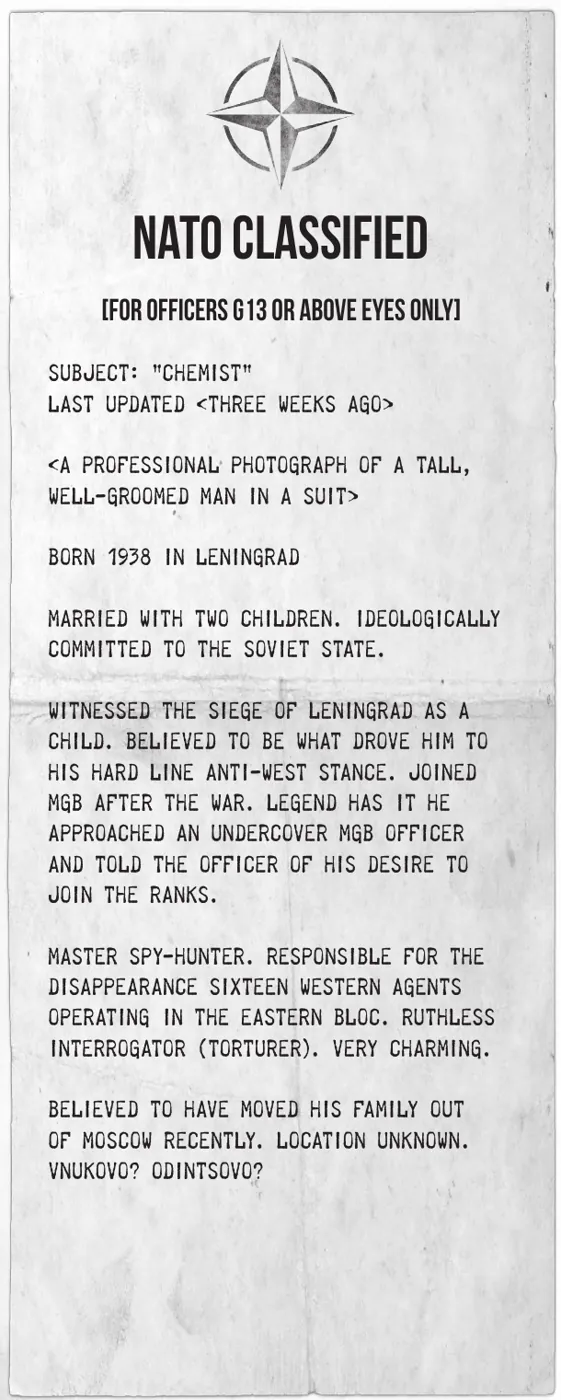 NATO CLASSIFIED
[FOR OFFICERS G13 OR ABOVE EYES ONLY]
SUBJECT: "CHEMIST"
LAST UPDATED <THREE WEEKS AGO>
<A PROFESSIONAL PHOTOGRAPH OF A TALL,
WELL-GROOMED MAN IN A SUIT>
BORN 1938 IN LENINGRAD
MARRIED WITH TWO CHILDREN. IDEOLOGICALLY
COMMITTED TO THE SOVIET STATE.
WITNESSED THE SIEGE OF LENINGRAD AS A
CHILD. BELIEVED TO BE WHAT DROVE HIM TO
HIS HARD LINE ANTI-WEST STANCE. JOINED
MGB AFTER THE WAR. LEGEND HAS IT HE
APPROACHED AN UNDERCOVER MGB OFFICER
AND TOLD THE OFFICER OF HIS DESIRE TO
JOIN THE RANKS.
MASTER SPY-HUNTER. RESPONSIBLE FOR THE
DISAPPEARANCE SIXTEEN WESTERN AGENTS
OPERATING IN THE EASTERN BLOC. RUTHLESS
INTERROGATOR (TORTURER). VERY CHARMING.
BELIEVED TO HAVE MOVED HIS FAMILY OUT
OF MOSCOW RECENTLY. LOCATION UNKNOWN.
VNUKOVO? ODINTSOVO?